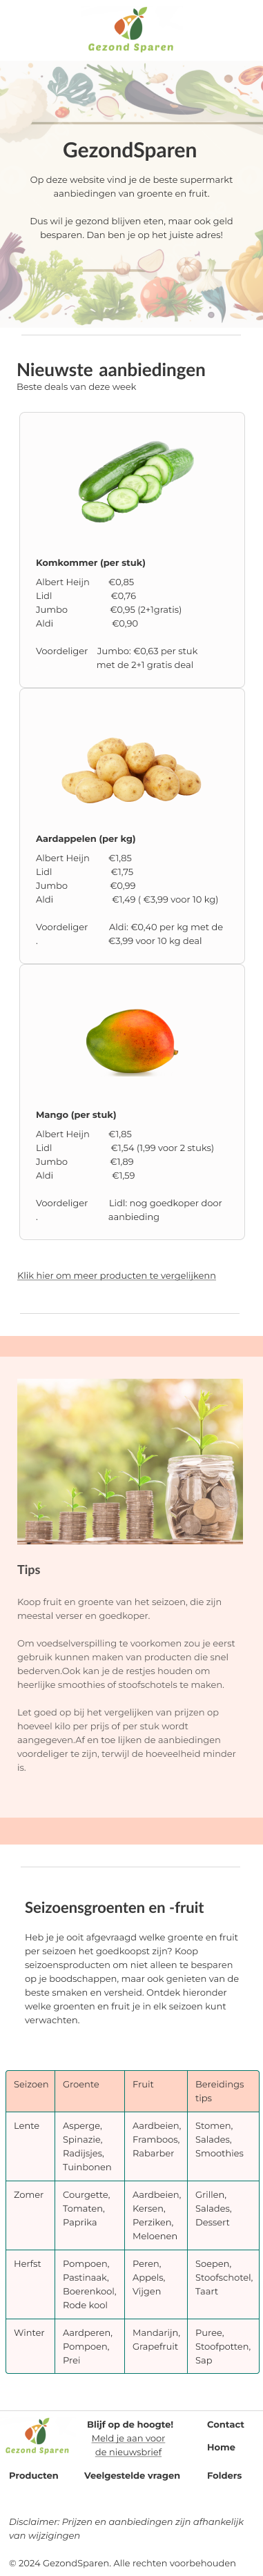 Gezond Sparen
GezondSparen
Op deze website vind je de beste supermarkt
aanbiedingen van groente en fruit.
Dus wil je gezond blijven eten, maar ook geld
besparen. Dan ben je op het juiste adres!
Nieuwste aanbiedingen
Beste deals van deze week
Komkommer (per stuk)
Albert Heijn €0,85
Lidl €0,76
Jumbo €0,95 (2+1gratis)
Aldi €0,90
Voordeliger Jumbo: €0,63 per stuk
met de 2+1 gratis deal
Aardappelen (per kg)
Albert Heijn €1,85
Lidl €1,75
Jumbo €0,99
Aldi €1,49 ( €3,99 voor 10 kg)
Voordeliger Aldi: €0,40 per kg met de
. €3,99 voor 10 kg deal
Mango (per stuk)
Albert Heijn €1,85
Lidl €1,54 (1,99 voor 2 stuks)
Jumbo €1,89
Aldi €1,59
Voordeliger Lidl: nog goedkoper door
. aanbieding
Klik hier om meer producten te vergelijkenn
Tips
Koop fruit en groente van het seizoen, die zijn
meestal verser en goedkoper.
Om voedselverspilling te voorkomen zou je eerst
gebruik kunnen maken van producten die snel
bederven.Ook kan je de restjes houden om
heerlijke smoothies of stoofschotels te maken.
Let goed op bij het vergelijken van prijzen op
hoeveel kilo per prijs of per stuk wordt
aangegeven.Af en toe lijken de aanbiedingen
voordeliger te zijn, terwijl de hoeveelheid minder
is.
Seizoensgroenten en -fruit
Heb je je ooit afgevraagd welke groente en fruit
per seizoen het goedkoopst zijn? Koop
seizoensproducten om niet alleen te besparen
op je boodschappen, maar ook genieten van de
beste smaken en versheid. Ontdek hieronder
welke groenten en fruit je in elk seizoen kunt
verwachten.
Seizoen Groente Fruit Bereidings
tips
Lente Asperge, Aardbeien, Stomen,
Spinazie, Framboos, Salades,
Radijsjes, Rabarber Smoothies
Tuinbonen
Zomer Courgette, Aardbeien, Grillen,
Tomaten, Kersen, Salades,
Paprika Perziken, Dessert
Meloenen
Herfst Pompoen, Peren, Soepen,
Pastinaak, Appels, Stoofschotel,
Boerenkool, Vijgen Taart
Rode kool
Winter Aardperen, Mandarijn, Puree,
Pompoen, Grapefruit Stoofpotten,
Prei Sap
Gezond Sparen
Blijf op de hoogte! Contact
Meld je aan voor
de nieuwsbrief
Home
Producten Veelgestelde vragen Folders
Disclaimer: Prijzen en aanbiedingen zijn afhankelijk
van wijzigingen
© 2024 GezondSparen. Alle rechten voorbehouden